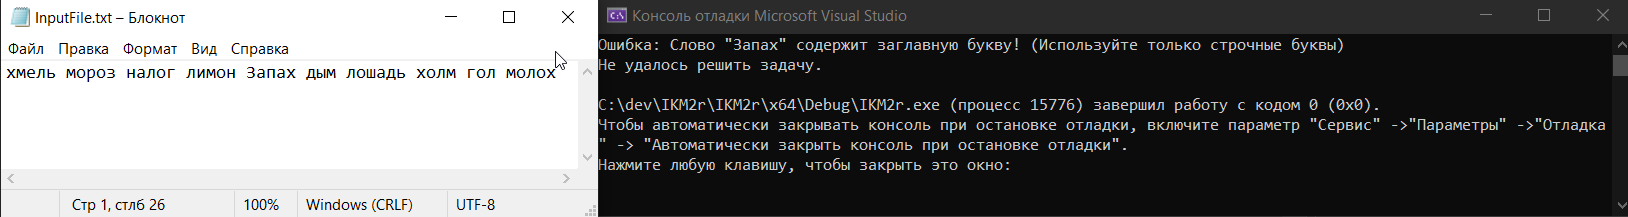 InputFile.txt – Блокнот
Файл Правка Формат Вид Справка
хмель мороз налог лимон Запах дым лошадь холм гол молох
Стр 1, стлб 26 100% Windows (CRLF) UTF-8
Консоль отладки Microsoft Visual Studio
Ошибка: Слово "Запах" содержит заглавную букву! (Используйте только строчные буквы)
Не удалось решить задачу.
C:\dev\IKM2r\IKM2r\x64\Debug\IKM2r.exe (процесс 15776) завершил работу с кодом 0 (0x0).
Чтобы автоматически закрывать консоль при остановке отладки, включите параметр "Сервис" ->"Параметры" ->"Отладка
" -> "Автоматически закрыть консоль при остановке отладки".
Нажмите любую клавишу, чтобы закрыть это окно: